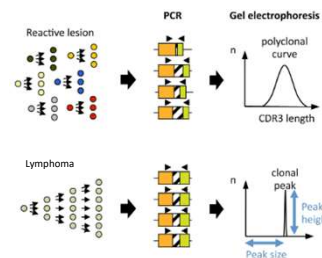 PCR
Gel electrophoresis
Reactive lesion
n
polyclonal
curve
CDR3 length
Lymphoma
n
clonal
peak
Peak
heigh
Peak size